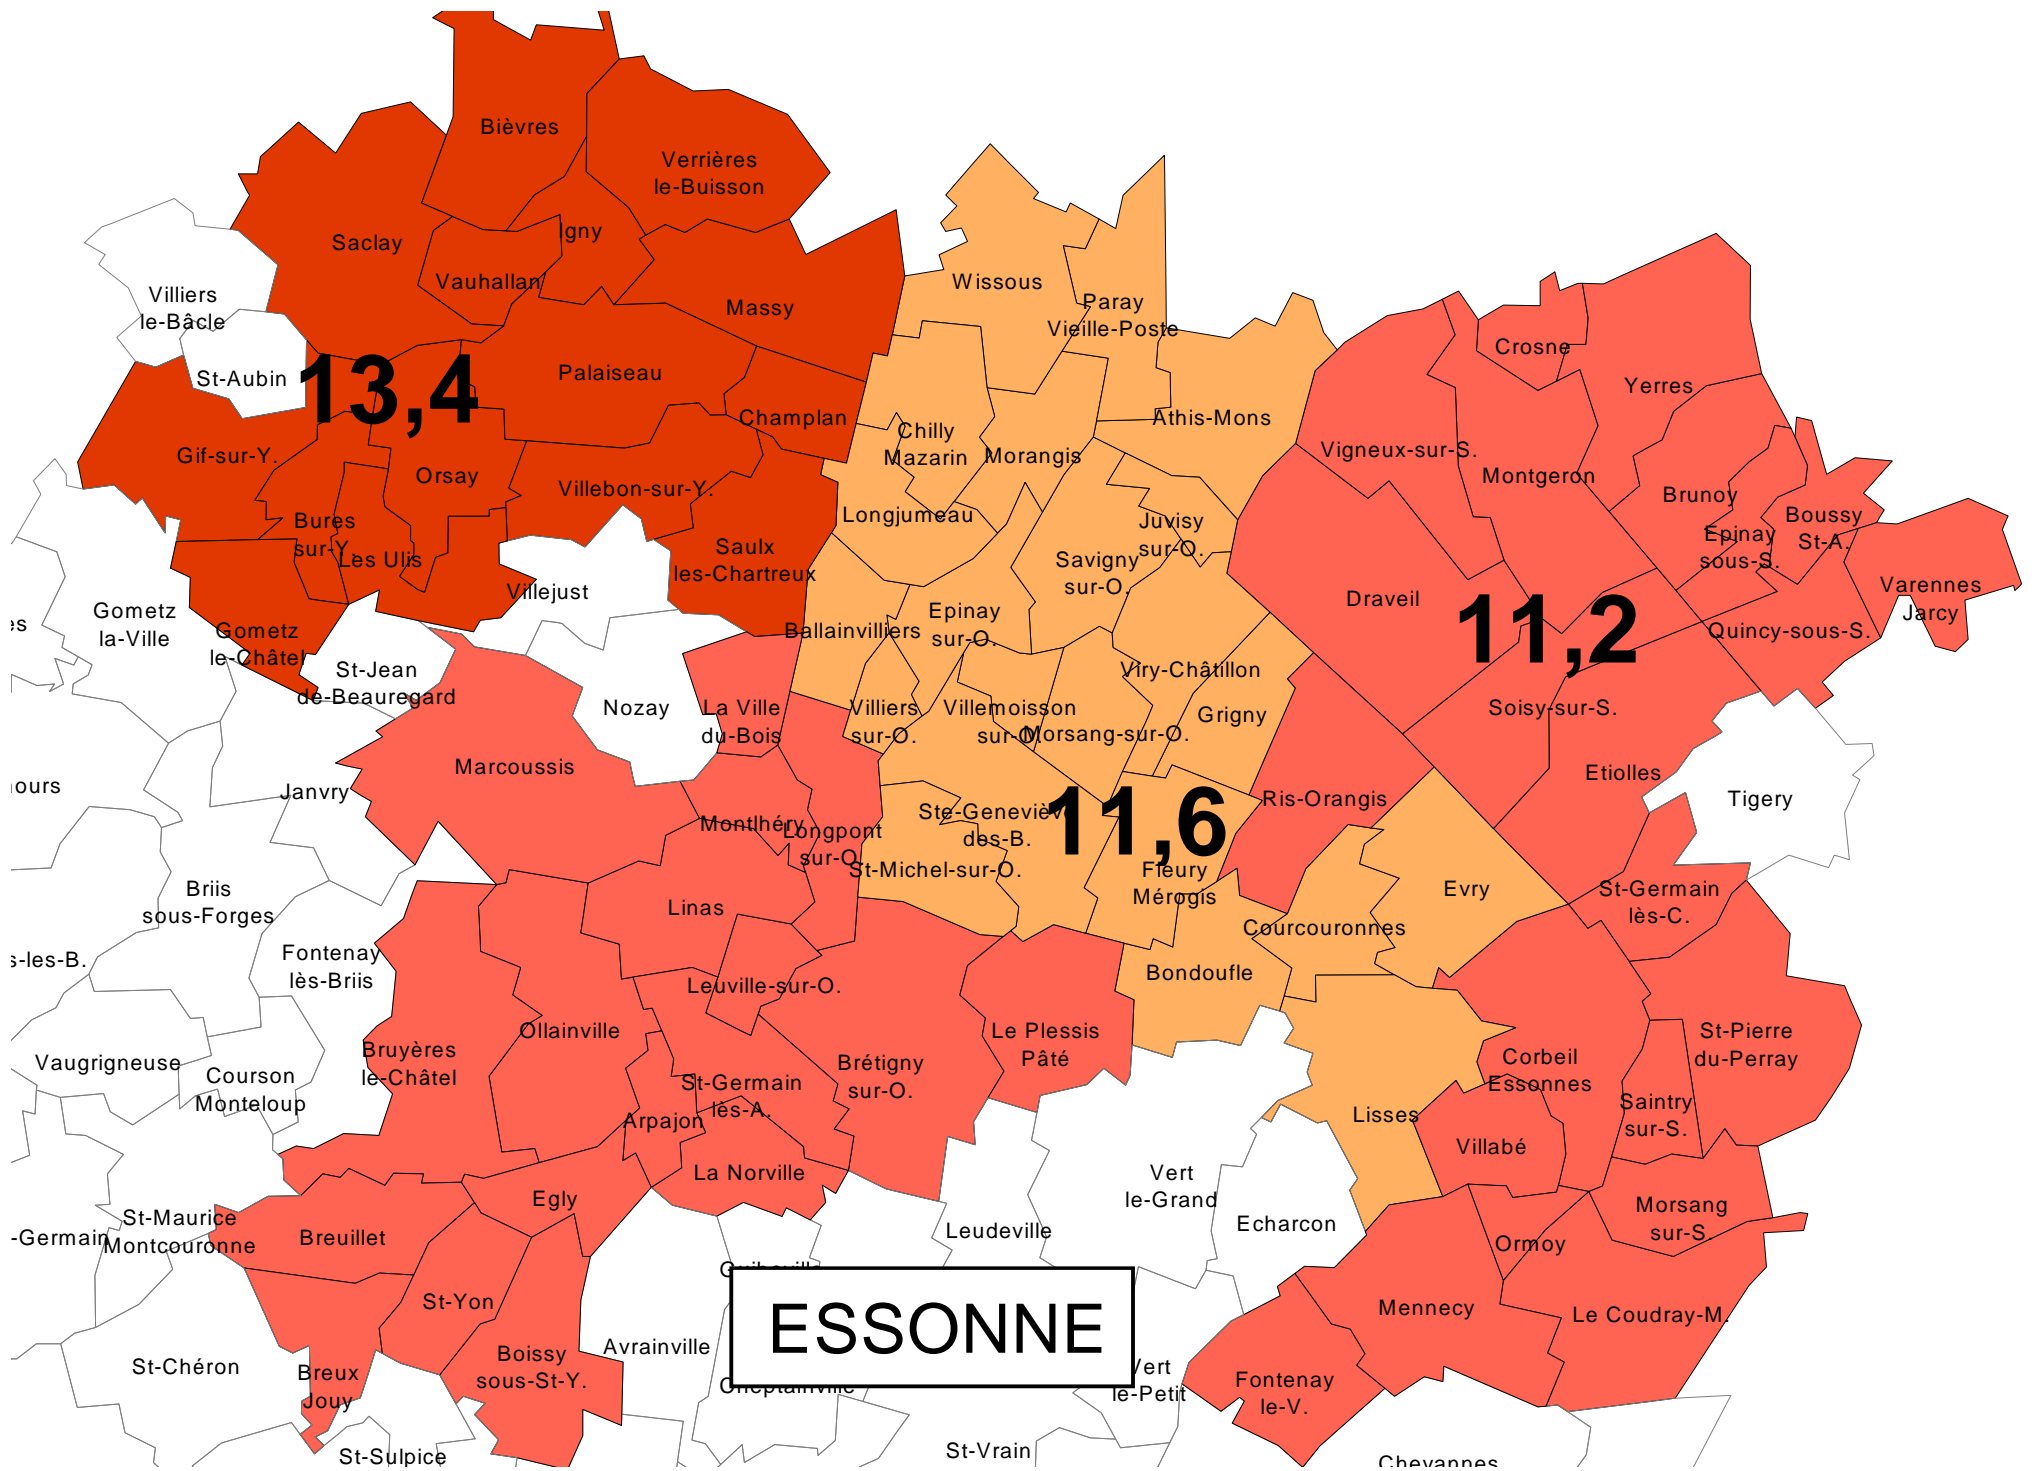 Bièvres
Verrières
le-Buisson
Igny
Saclay
Vauhallan
Wissous
Massy
Villiers
le-Bâcle
Paray
Vieille-Poste
St-Aubin
13,4
Palaiseau
Crosne
Yerres
Champlan
Athis-Mons
Chilly
Mazarin
Morangis
Vigneux-sur-S.
Gif-sur-Y.
Orsay
Montgeron
Villebon-sur-Y.
Brunoy
Longjumeau
Bures
sur-Y.
Juvisy
sur-O.
Boussy
St-A.
Epinay
sous-S.
Les Ulis
Saulx
les-Chartreux
Savigny
sur-O.
Villejust
Draveil
11,2
Varennes
Jarcy
Gometz
la-Ville
es
Gometz
le-Châtel
Ballainvilliers
Epinay
sur-O.
Quincy-sous-S.
St-Jean
de-Beauregard
Viry-Châtillon
Nozay
La Ville
du-Bois
Villiers
sur-O.
Villemoisson
sur-O.
Morsang-sur-O.
Grigny
Soisy-sur-S.
Marcoussis
Etiolles
ours
Janvry
Ris-Orangis
Tigery
Montlhéry
Longpont
sur-O.
Ste-Geneviève
des-B.
11,6
St-Michel-sur-O.
Fleury
Mérogis
Briis
sous-Forges
Linas
Evry
St-Germain
lès-C.
Courcouronnes
s-les-B.
Fontenay
lès-Briis
Leuville-sur-O.
Bondoufle
Ollainville
Le Plessis
Pâté
St-Pierre
du-Perray
Vaugrigneuse
Courson
Monteloup
Bruyères
le-Châtel
Brétigny
sur-O.
Corbeil
Essonnes
St-Germain
lès-A.
Arpajon
Lisses
Saintry
sur-S.
Villabé
La Norville
Vert
le-Grand
Egly
Morsang
sur-S.
St-Maurice
Montcouronne
-Germain
Breuillet
Leudeville
Echarcon
Ormoy
St-Yon
ESSONNE
Mennecy
Le Coudray-M.
Avrainville
St-Chéron
Breux
Jouy
Boissy
sous-St-Y.
Vert
le-Petit
Fontenay
le-V.
St-Sulpice
St-Vrain
Chevannes